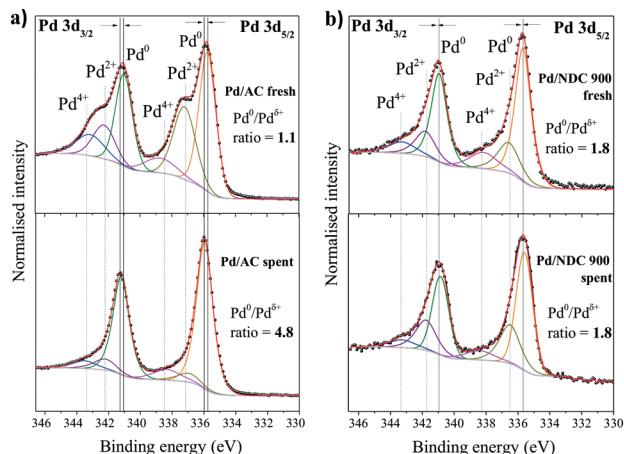 a)
Pd 3d3/2
Pd 3d5/2
Pd⁰
Pd⁰
Pd²⁺
Pd²⁺
Pd⁴⁺
Pd⁴⁺
Pd/AC fresh
Pd⁰/Pdᵟ⁺
ratio = 1.1
Pd/AC spent
Pd⁰/Pdᵟ⁺
ratio = 4.8
Normalised intensity
346 344 342 340 338 336 334 332 330
Binding energy (eV)
b)
Pd 3d3/2
Pd 3d5/2
Pd⁰
Pd⁰
Pd²⁺
Pd²⁺
Pd⁴⁺
Pd⁴⁺
Pd/NDC 900
fresh
Pd⁰/Pdᵟ⁺
ratio = 1.8
Pd/NDC 900
spent
Pd⁰/Pdᵟ⁺
ratio = 1.8
Normalised intensity
346 344 342 340 338 336 334 332 330
Binding energy (eV)